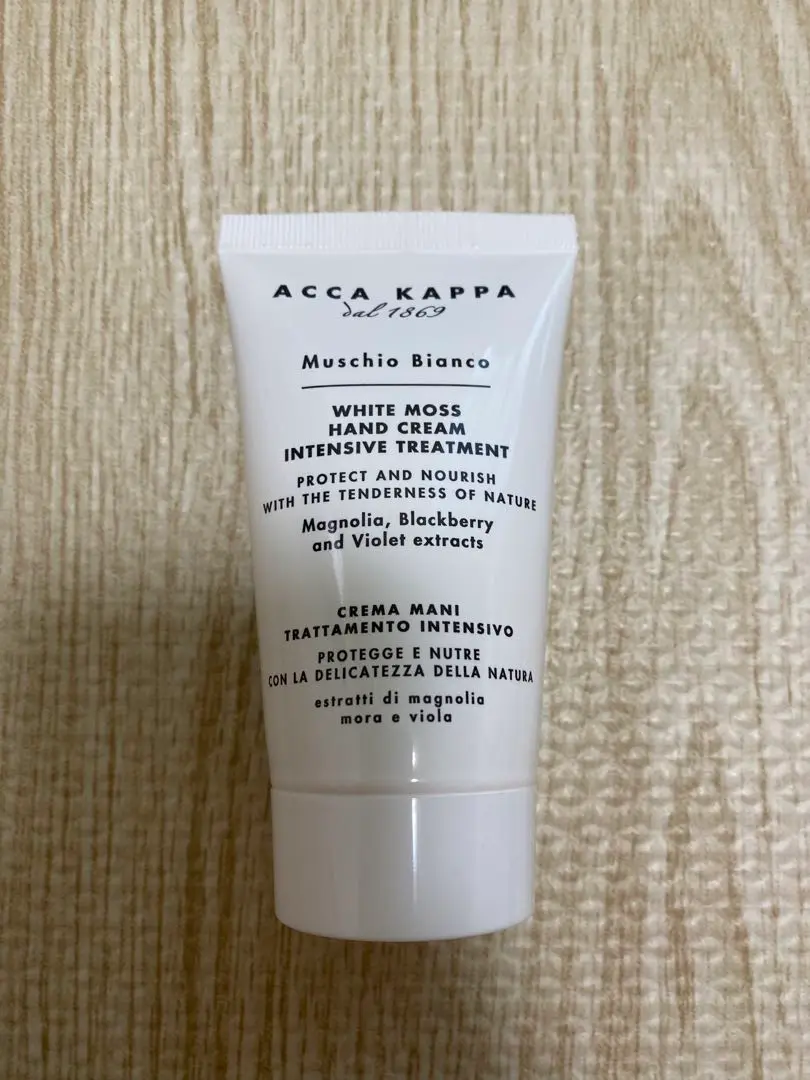 ACCA KAPPA
dal 1869
Muschio Bianco
WHITE MOSS
HAND CREAM
INTENSIVE TREATMENT
PROTECT AND NOURISH
WITH THE TENDERNESS OF NATURE
Magnolia, Blackberry
and Violet extracts
CREMA MANI
TRATTAMENTO INTENSIVO
PROTEGGE E NUTRE
CON LA DELICATEZZA DELLA NATURA
estratti di magnolia
mora e viola